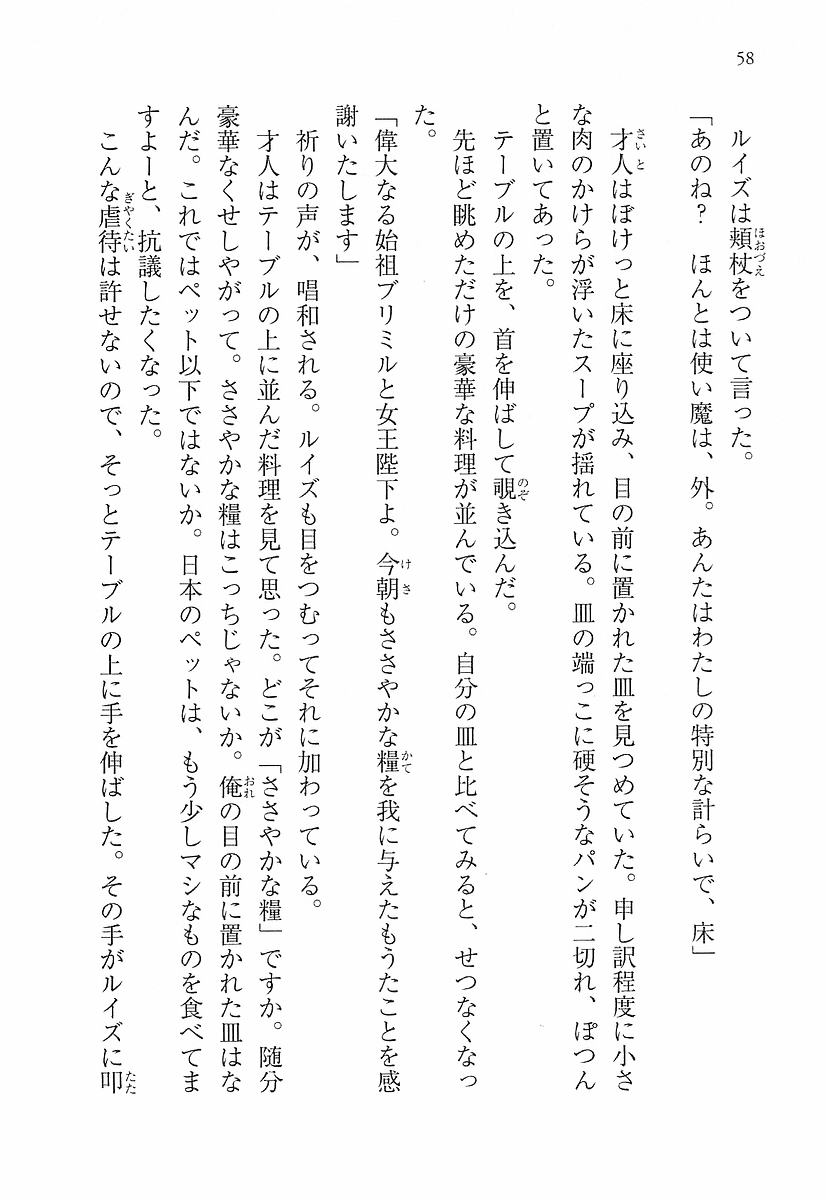 58
ルイズは頬杖をついて言った。
「あのね？　ほんとは使い魔は、外。あんたはわたしの特別な計らいで、床」
才人はぼけっと床に座り込み、目の前に置かれた皿を見つめていた。申し訳程度に小さ
な肉のかけらが浮いたスープが揺れている。皿の端っこに硬そうなパンが二切れ、ぽつん
と置いてあった。
テーブルの上を、首を伸ばして覗き込んだ。
先ほど眺めただけの豪華な料理が並んでいる。自分の皿と比べてみると、せつなくなっ
た。
「偉大なる始祖ブリミルと女王陛下よ。今朝もささやかな糧を我に与えたもうたことを感
謝いたします」
祈りの声が、唱和される。ルイズも目をつむってそれに加わっている。
才人はテーブルの上に並んだ料理を見て思った。どこが「ささやかな糧」ですか。随分
豪華なくせしやがって。ささやかな糧はこっちじゃないか。俺の目の前に置かれた皿はな
んだ。これではペット以下ではないか。日本のペットは、もう少しマシなものを食べてま
すよーと、抗議したくなった。
こんな虐待は許せないので、そっとテーブルの上に手を伸ばした。その手がルイズに叩